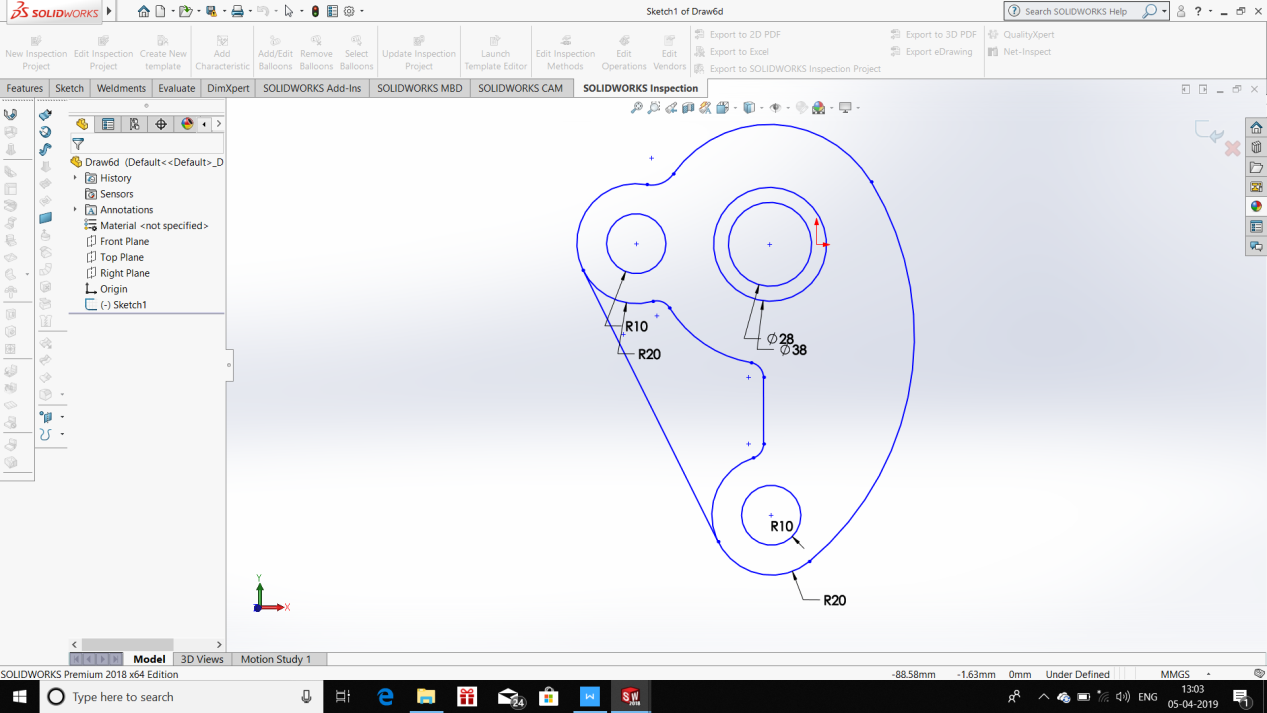 SOLIDWORKS
Sketch1 of Draw6d
Search SOLIDWORKS Help
?
New Inspection Project
Edit Inspection Project
Create New template
Add Characteristic
Add/Edit Balloons
Remove Balloons
Select Balloons
Update Inspection Project
Launch Template Editor
Edit Inspection Methods
Edit Operations
Edit Vendors
Export to 2D PDF
Export to Excel
Export to SOLIDWORKS Inspection Project
Export to 3D PDF
Export eDrawing
QualityXpert
Net-Inspect
Features Sketch Weldments Evaluate DimXpert SOLIDWORKS Add-Ins SOLIDWORKS MBD SOLIDWORKS CAM SOLIDWORKS Inspection
Draw6d (Default<<Default>_D
History
Sensors
Annotations
Material <not specified>
Front Plane
Top Plane
Right Plane
Origin
(-) Sketch1
R10
R20
∅28
∅38
R10
R20
Y
X
Model 3D Views Motion Study 1
SOLIDWORKS Premium 2018 x64 Edition
-88.58mm -1.63mm 0mm Under Defined MMGS
Type here to search
24
W
SW
2018
ENG
13:03
05-04-2019
1